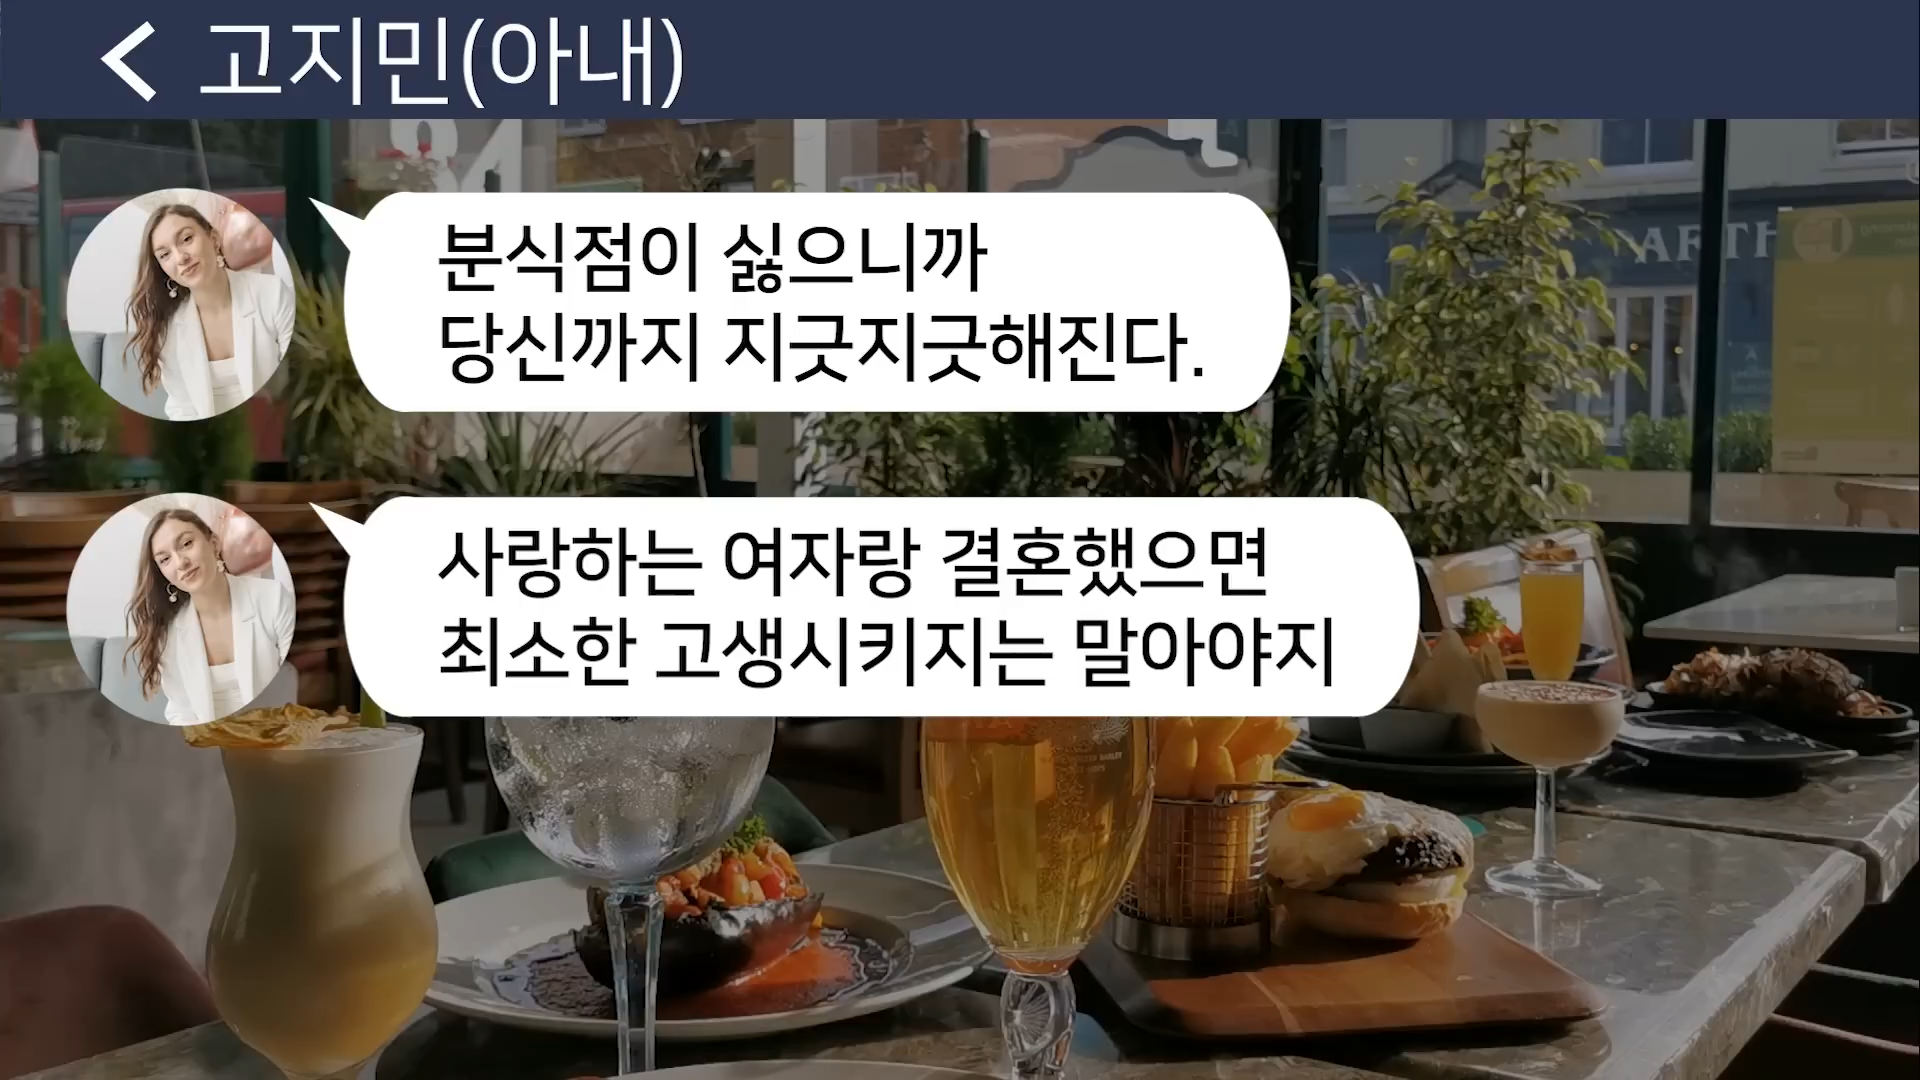 고지민(아내)
분식점이 싫으니까
당신까지 지긋지긋해진다.
사랑하는 여자랑 결혼했으면
최소한 고생시키지는 말아야지